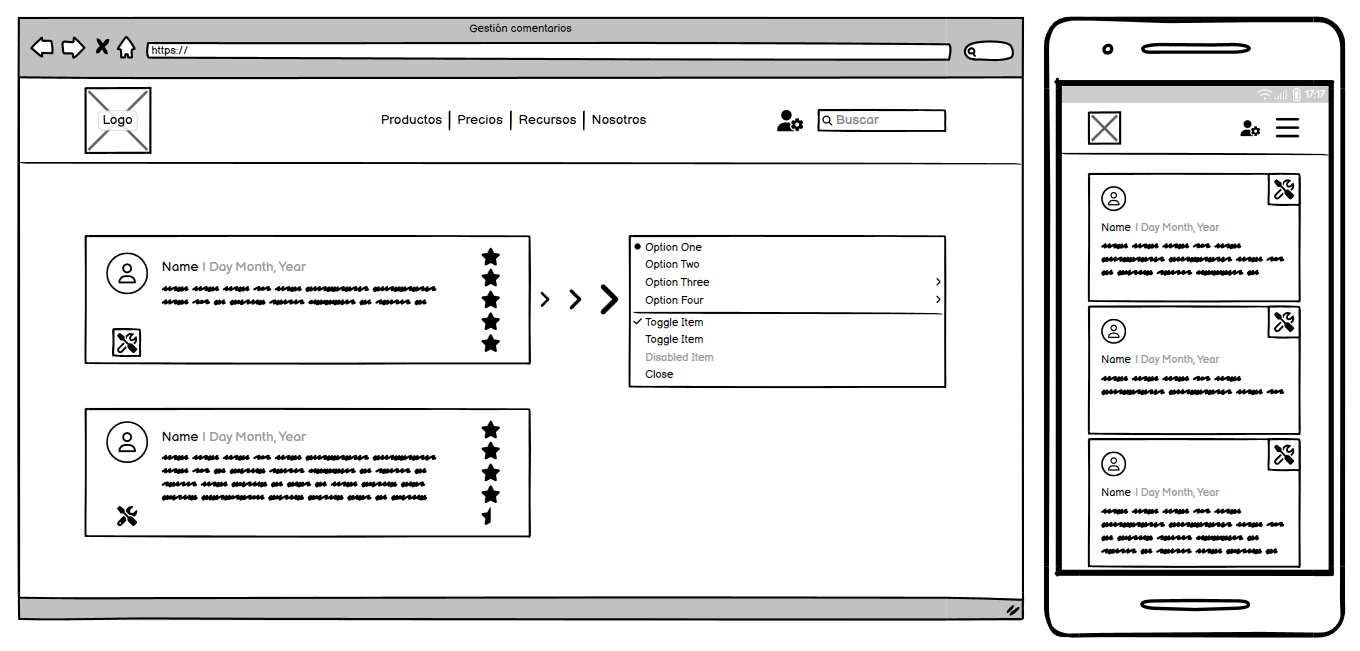 Gestión comentarios
https://
Logo
Productos | Precios | Recursos | Nosotros
Buscar
Name | Day Month, Year
Option One
Option Two
Option Three
Option Four
Toggle Item
Toggle Item
Disabled Item
Close
Name | Day Month, Year
17:17
Name | Day Month, Year
Name | Day Month, Year
Name | Day Month, Year